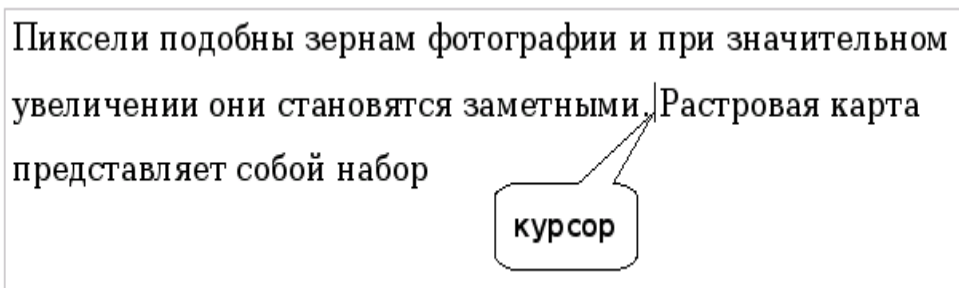 Пиксели подобны зернам фотографии и при значительном
увеличении они становятся заметными. Растровая карта
представляет собой набор
курсор